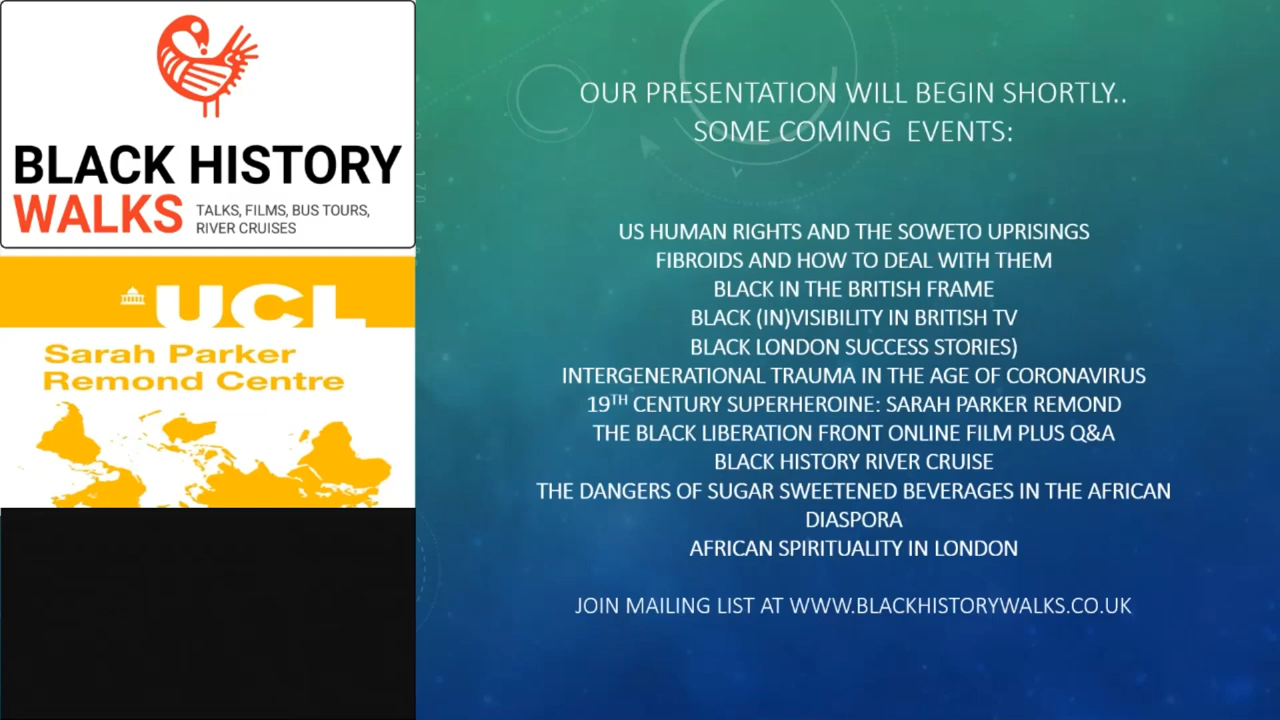 BLACK HISTORY
WALKS
TALKS, FILMS, BUS TOURS,
RIVER CRUISES
UCL
Sarah Parker
Remond Centre
OUR PRESENTATION WILL BEGIN SHORTLY..
SOME COMING EVENTS:
US HUMAN RIGHTS AND THE SOWETO UPRISINGS
FIBROIDS AND HOW TO DEAL WITH THEM
BLACK IN THE BRITISH FRAME
BLACK (IN)VISIBILITY IN BRITISH TV
BLACK LONDON SUCCESS STORIES)
INTERGENERATIONAL TRAUMA IN THE AGE OF CORONAVIRUS
19TH CENTURY SUPERHEROINE: SARAH PARKER REMOND
THE BLACK LIBERATION FRONT ONLINE FILM PLUS Q&A
BLACK HISTORY RIVER CRUISE
THE DANGERS OF SUGAR SWEETENED BEVERAGES IN THE AFRICAN
DIASPORA
AFRICAN SPIRITUALITY IN LONDON
JOIN MAILING LIST AT WWW.BLACKHISTORYWALKS.CO.UK